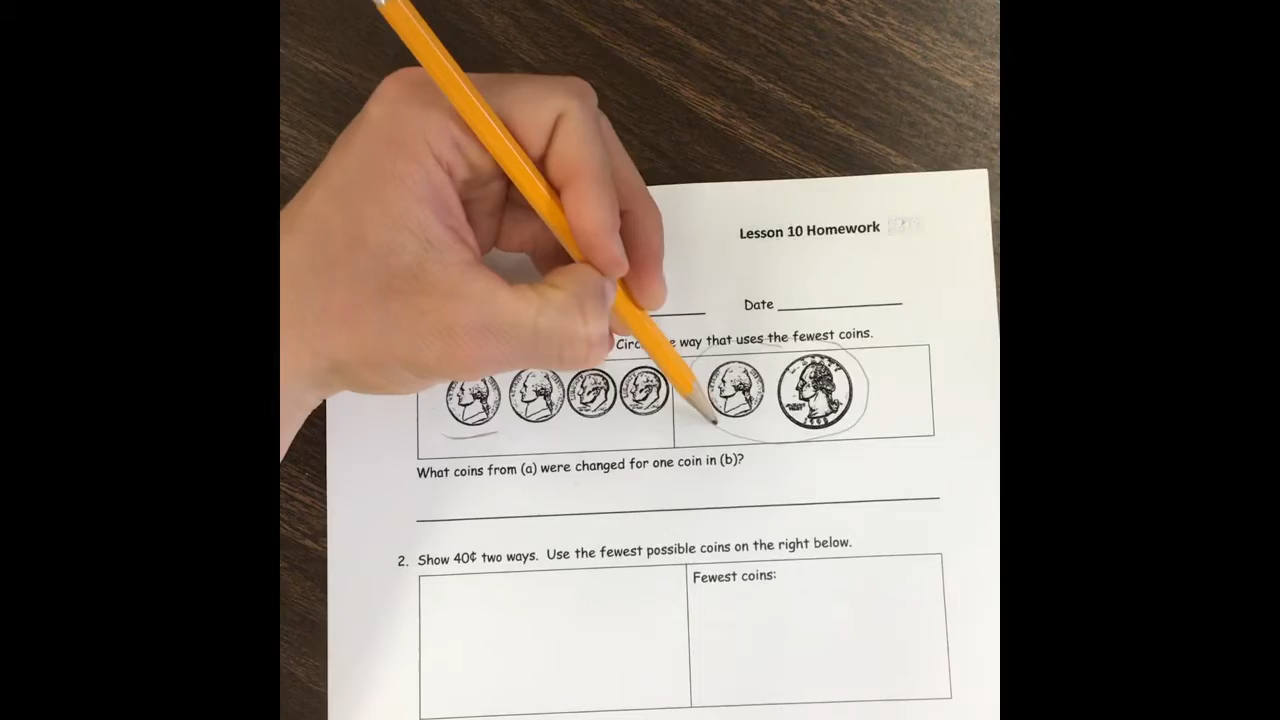 Lesson 10 Homework
Date
way that uses the fewest coins.
What coins from (a) were changed for one coin in (b)?
2. Show 40¢ two ways. Use the fewest possible coins on the right below.
Fewest coins: